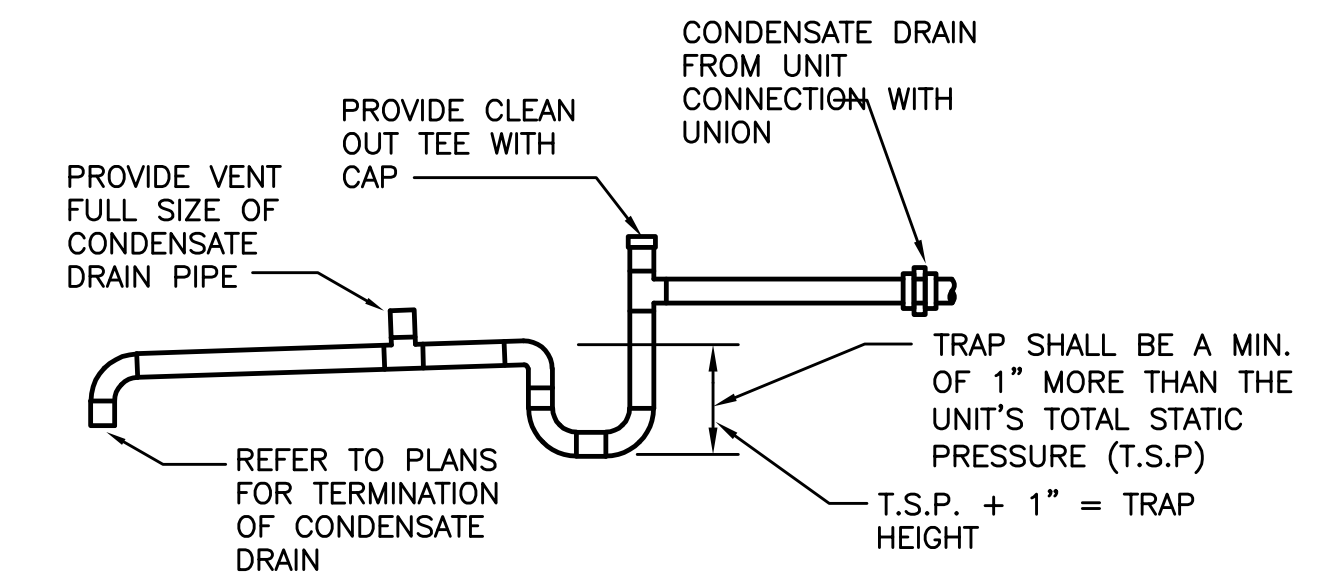 CONDENSATE DRAIN
FROM UNIT
CONNECTION WITH
UNION
PROVIDE CLEAN
OUT TEE WITH
CAP
PROVIDE VENT
FULL SIZE OF
CONDENSATE
DRAIN PIPE
TRAP SHALL BE A MIN.
OF 1” MORE THAN THE
UNIT'S TOTAL STATIC
PRESSURE (T.S.P)
T.S.P. + 1” = TRAP
HEIGHT
REFER TO PLANS
FOR TERMINATION
OF CONDENSATE
DRAIN